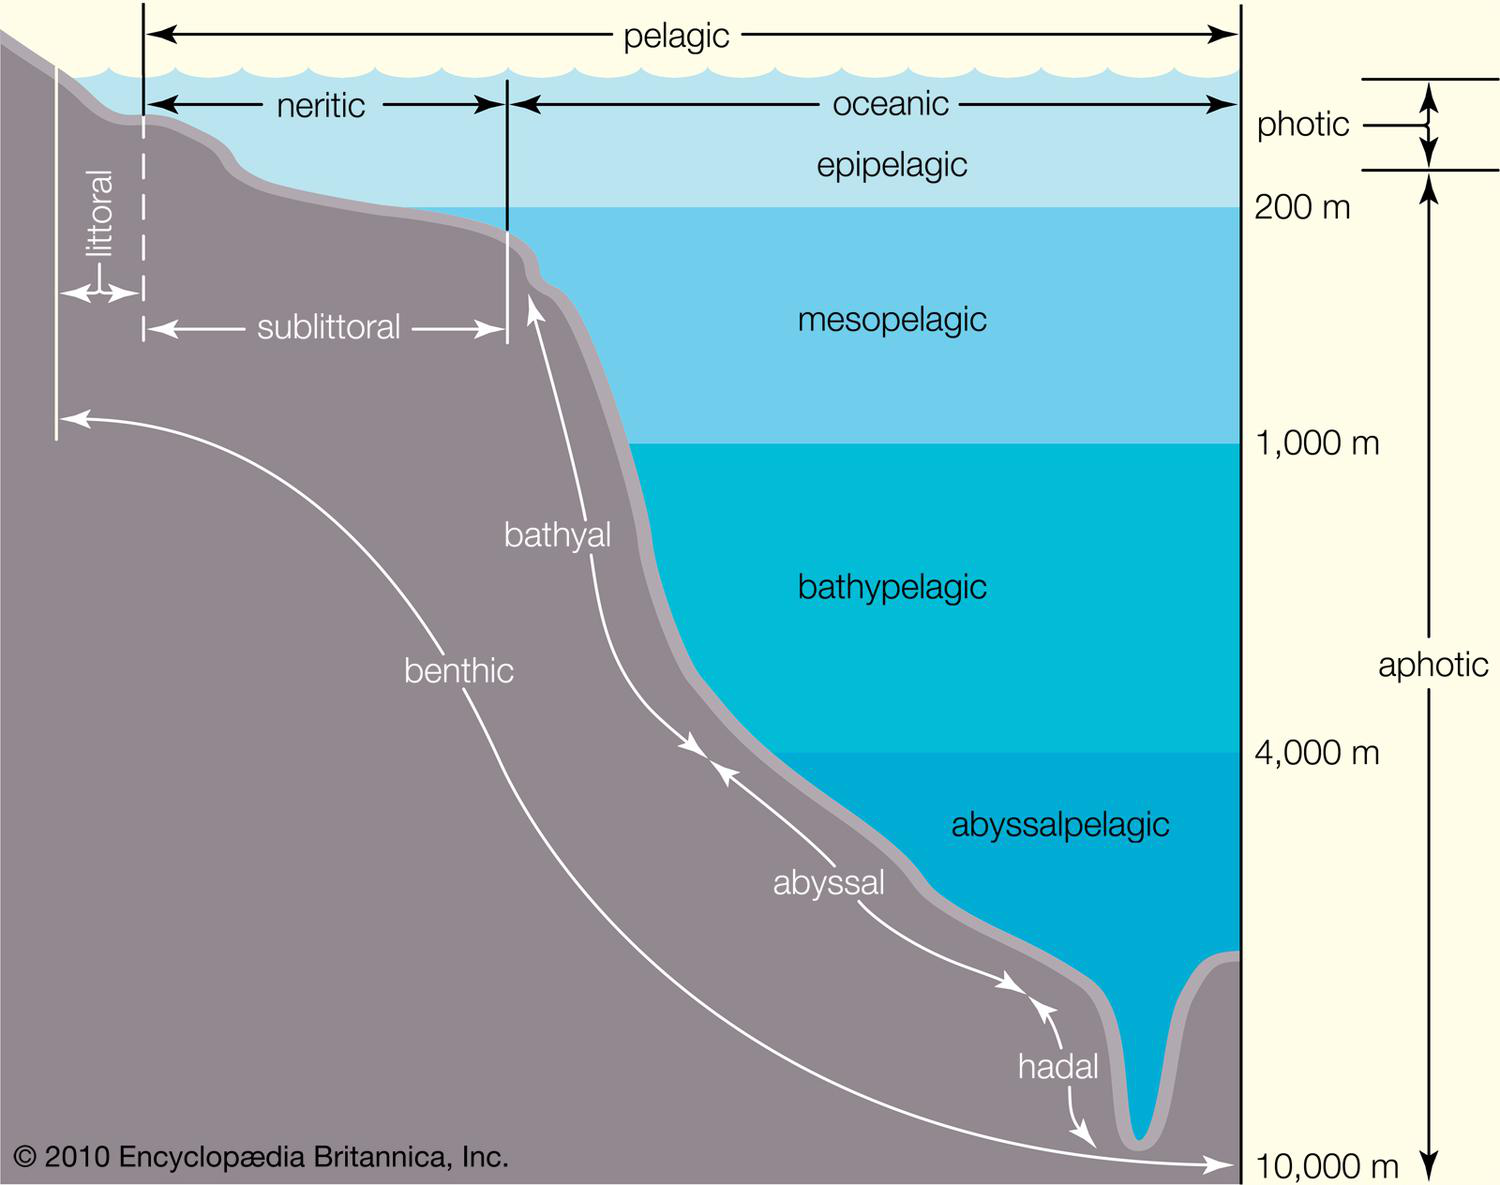 pelagic
neritic
oceanic
photic
epipelagic
200 m
littoral
sublittoral
mesopelagic
1,000 m
bathyal
bathypelagic
benthic
aphotic
4,000 m
abyssalpelagic
abyssal
hadal
© 2010 Encyclopædia Britannica, Inc.
10,000 m